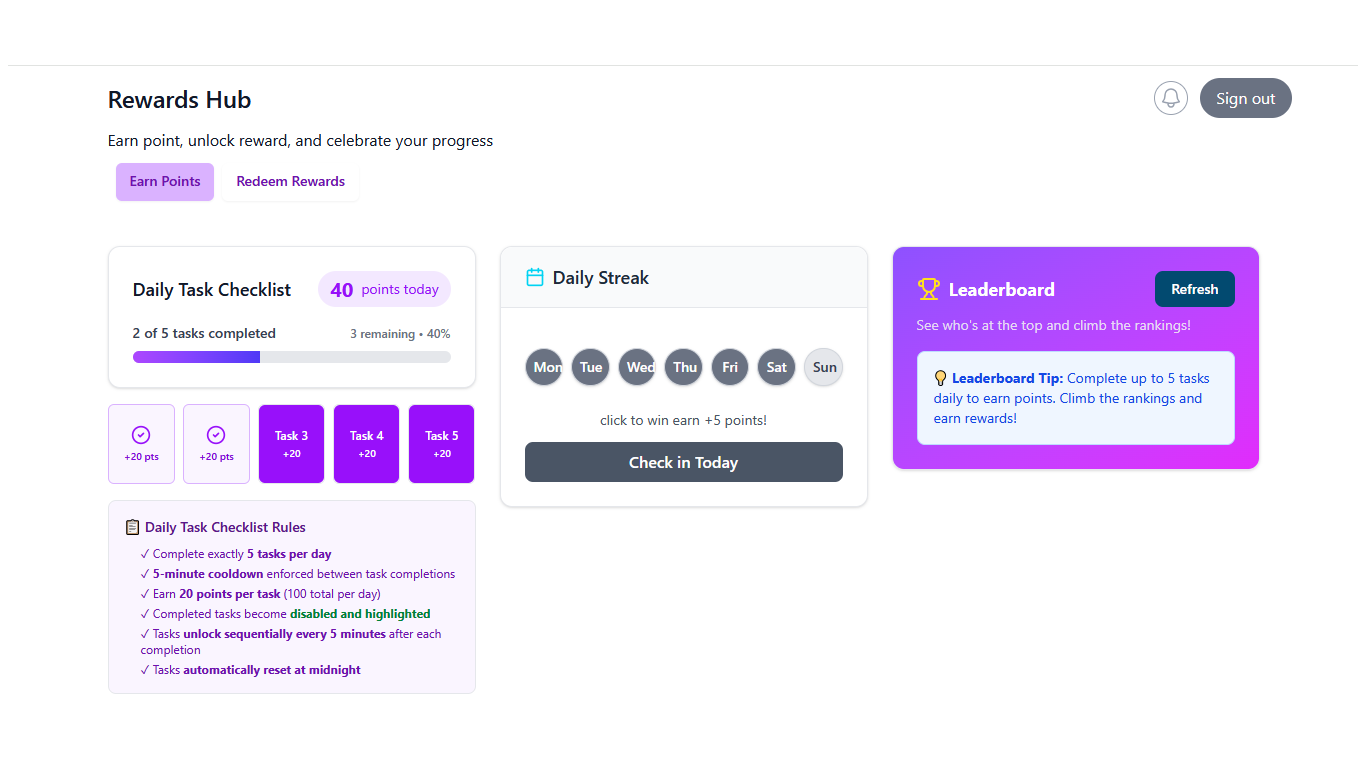 Rewards Hub
Sign out
Earn point, unlock reward, and celebrate your progress
Earn Points
Redeem Rewards
Daily Task Checklist
40 points today
2 of 5 tasks completed
3 remaining • 40%
+20 pts
+20 pts
Task 3
+20
Task 4
+20
Task 5
+20
Daily Task Checklist Rules
✓ Complete exactly 5 tasks per day
✓ 5-minute cooldown enforced between task completions
✓ Earn 20 points per task (100 total per day)
✓ Completed tasks become disabled and highlighted
✓ Tasks unlock sequentially every 5 minutes after each
completion
✓ Tasks automatically reset at midnight
Daily Streak
Mon
Tue
Wed
Thu
Fri
Sat
Sun
click to win earn +5 points!
Check in Today
Leaderboard
Refresh
See who's at the top and climb the rankings!
Leaderboard Tip: Complete up to 5 tasks
daily to earn points. Climb the rankings and
earn rewards!